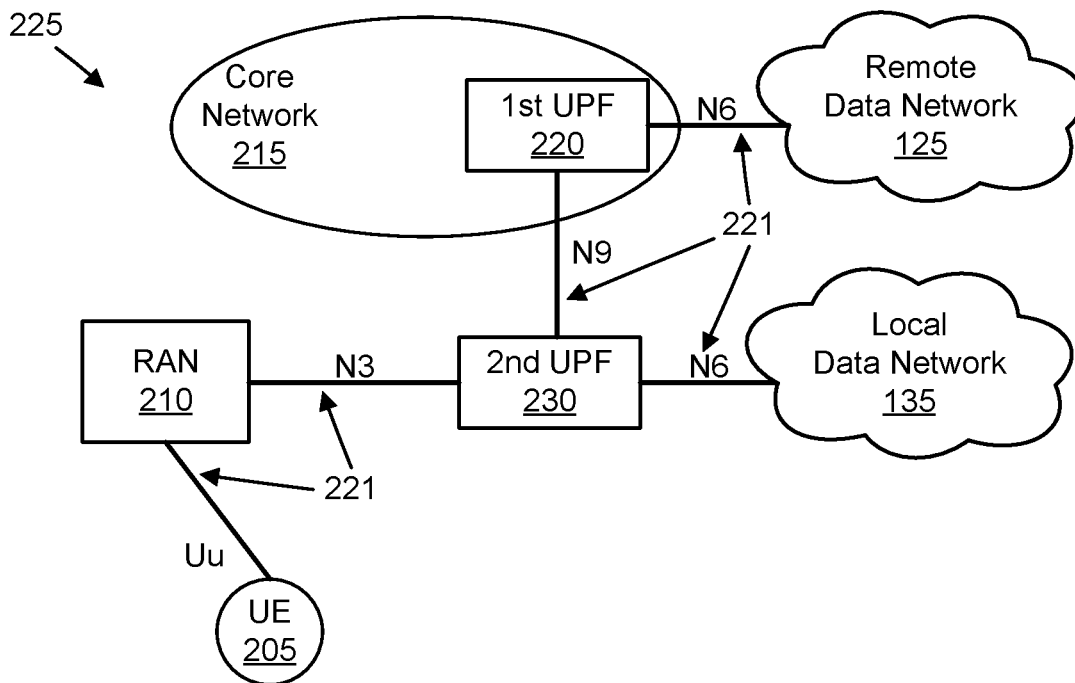 225
Core
Network
215
1st UPF
220
N6
Remote
Data Network
125
221
N9
RAN
210
N3
2nd UPF
230
N6
Local
Data Network
135
221
Uu
UE
205